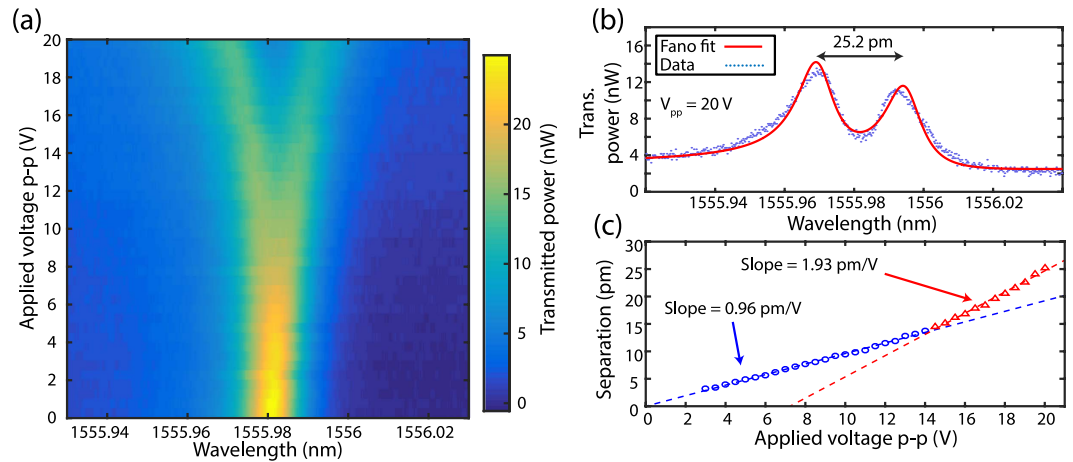 (a)
20
18
16
14
12
10
8
6
4
2
0
Applied voltage p-p (V)
1555.94
1555.96
1555.98
1556
1556.02
Wavelength (nm)
20
15
10
5
0
Transmitted power (nW)
(b)
16
12
8
4
0
Trans.
power (nW)
Fano fit
Data
25.2 pm
Vpp = 20 V
1555.94
1555.96
1555.98
1556
1556.02
Wavelength (nm)
(c)
30
25
20
15
10
5
0
Separation (pm)
Slope = 1.93 pm/V
Slope = 0.96 pm/V
0
2
4
6
8
10
12
14
16
18
20
Applied voltage p-p (V)